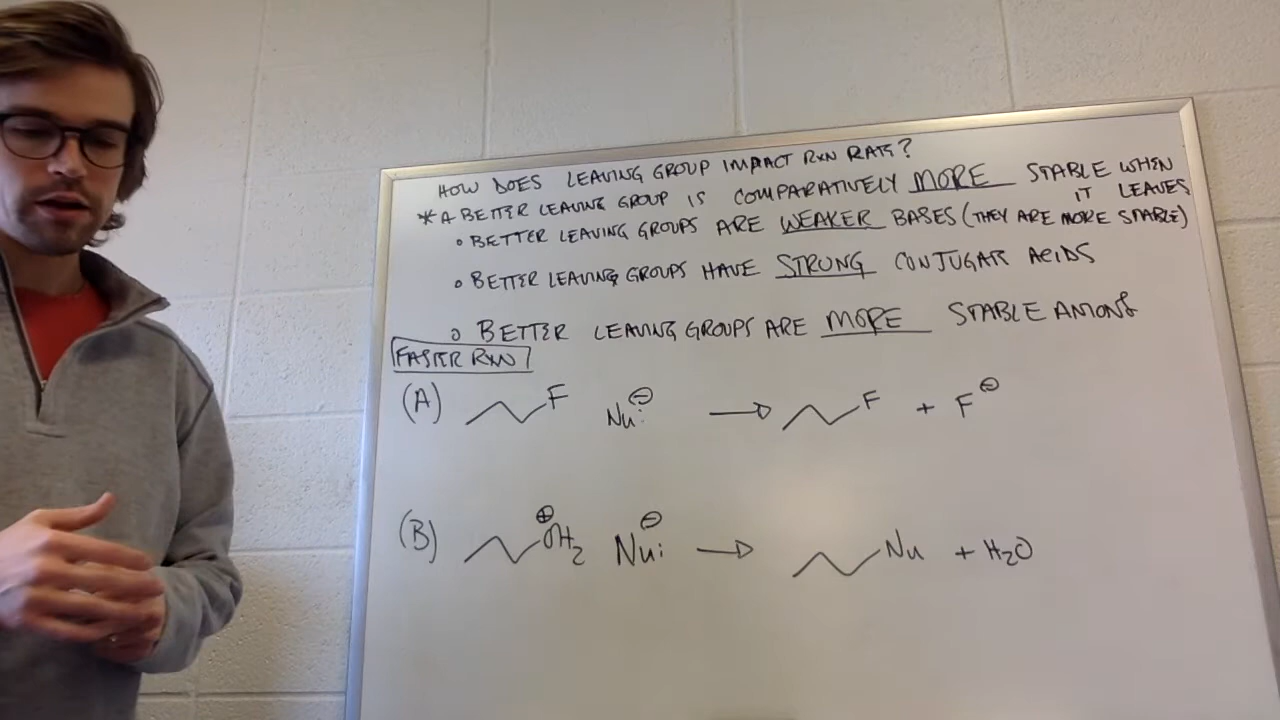 HOW DOES LEAVING GROUP IMPACT RXN RATE?
* A BETTER LEAVING GROUP IS COMPARATIVELY MORE STABLE WHEN
IT LEAVES
• BETTER LEAVING GROUPS ARE WEAKER BASES (THEY ARE MORE STABLE)
• BETTER LEAVING GROUPS HAVE STRONG CONJUGAR ACIDS
• BETTER LEAVING GROUPS ARE MORE STABLE ANIONS
FASTER RXN
(A) F Nu:⊖ → F + F⊖
(B) ⊕OH2 Nu:⊖ → Nu + H2O